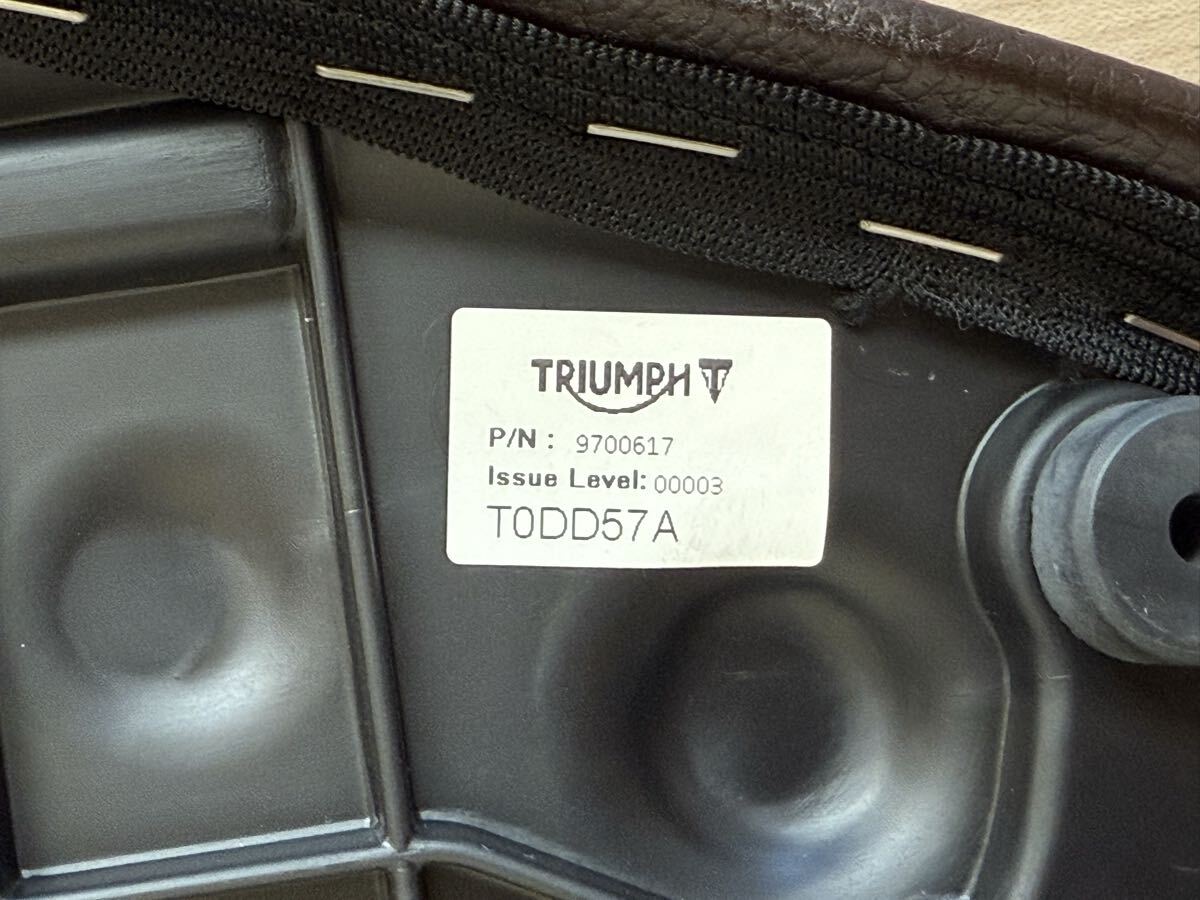 TRIUMPH
P/N : 9700617
Issue Level: 00003
T0DD57A